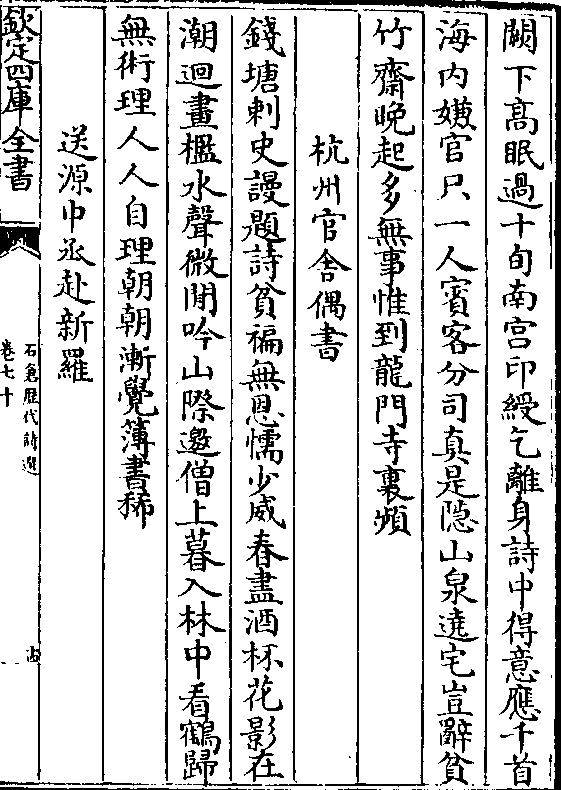 闕下髙眠過十旬南宫印綬乞離身詩中得意應千首
海内嫌官只一人賓客分司真是隐山泉遶宅豈辭貧
竹齋晚起多無事惟到龍門寺裏頻
杭州官舍偶書
錢塘刺史謾題詩貧褊無恩懦少威春盡酒杯花影在
潮迴畫檻水聲微閒吟山際邀僧上暮入林中看鶴歸
無術理人人自理朝朝漸覺簿書稀
送源中丞赴新羅
欽定四庫全書
石倉歷代詩選
卷七十